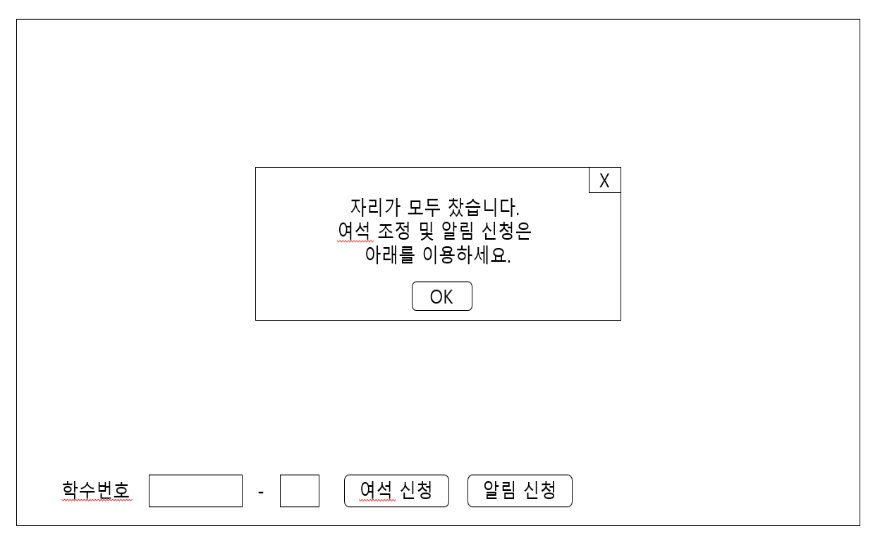 X
자리가 모두 찼습니다.
여석 조정 및 알림 신청은
아래를 이용하세요.
OK
학수번호 - 여석 신청 알림 신청